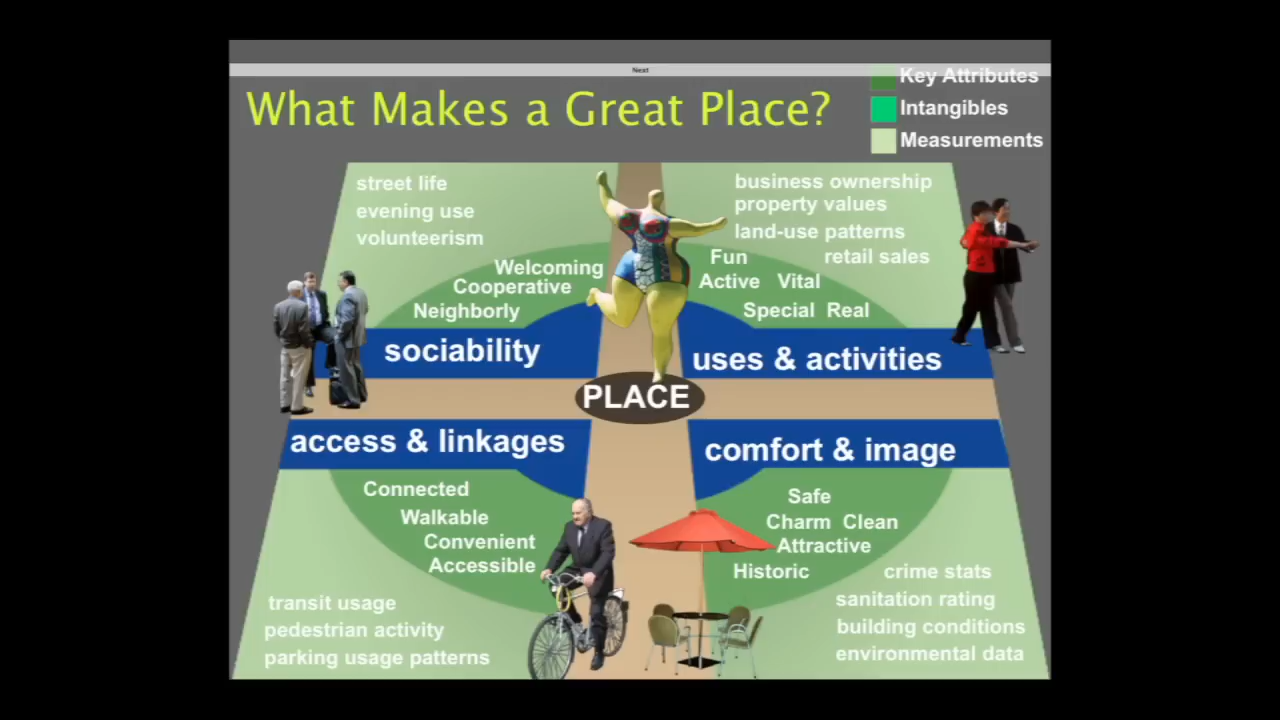 Next
What Makes a Great Place?
Key Attributes
Intangibles
Measurements
street life
evening use
volunteerism
Welcoming
Cooperative
Neighborly
sociability
business ownership
property values
land-use patterns
retail sales
Fun
Active Vital
Special Real
uses & activities
PLACE
access & linkages
Connected
Walkable
Convenient
Accessible
transit usage
pedestrian activity
parking usage patterns
comfort & image
Safe
Charm Clean
Attractive
Historic
crime stats
sanitation rating
building conditions
environmental data